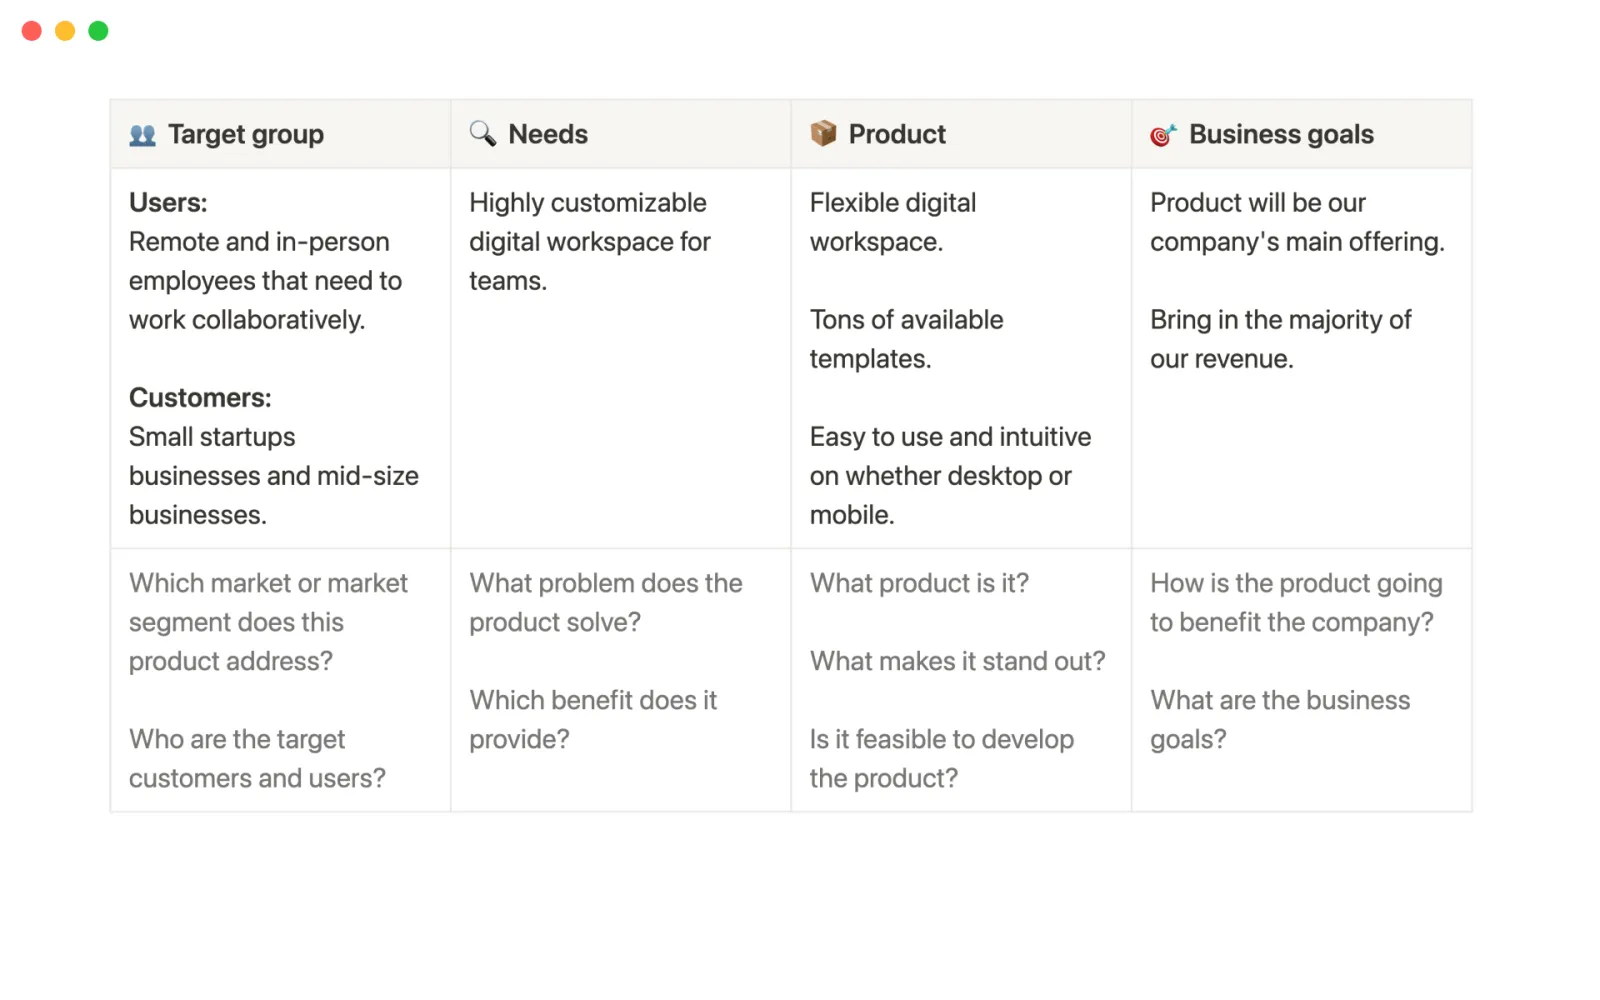 Target group
Needs
Product
Business goals
Users:
Remote and in-person
employees that need to
work collaboratively.
Customers:
Small startups
businesses and mid-size
businesses.
Highly customizable
digital workspace for
teams.
Flexible digital
workspace.
Tons of available
templates.
Easy to use and intuitive
on whether desktop or
mobile.
Product will be our
company's main offering.
Bring in the majority of
our revenue.
Which market or market
segment does this
product address?
Who are the target
customers and users?
What problem does the
product solve?
Which benefit does it
provide?
What product is it?
What makes it stand out?
Is it feasible to develop
the product?
How is the product going
to benefit the company?
What are the business
goals?